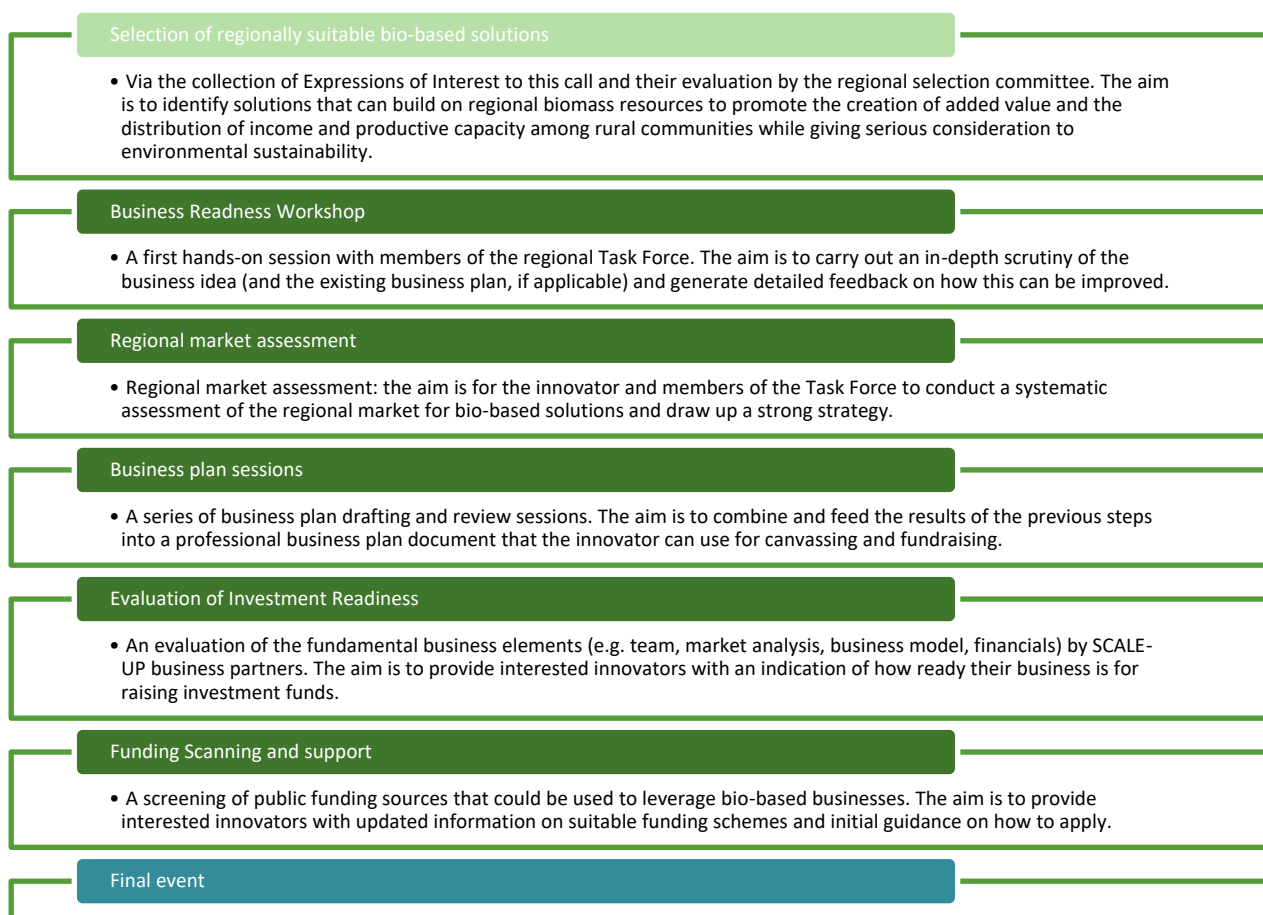 Selection of regionally suitable bio-based solutions
• Via the collection of Expressions of Interest to this call and their evaluation by the regional selection committee. The aim
is to identify solutions that can build on regional biomass resources to promote the creation of added value and the
distribution of income and productive capacity among rural communities while giving serious consideration to
environmental sustainability.
Business Readness Workshop
• A first hands-on session with members of the regional Task Force. The aim is to carry out an in-depth scrutiny of the
business idea (and the existing business plan, if applicable) and generate detailed feedback on how this can be improved.
Regional market assessment
• Regional market assessment: the aim is for the innovator and members of the Task Force to conduct a systematic
assessment of the regional market for bio-based solutions and draw up a strong strategy.
Business plan sessions
• A series of business plan drafting and review sessions. The aim is to combine and feed the results of the previous steps
into a professional business plan document that the innovator can use for canvassing and fundraising.
Evaluation of Investment Readiness
• An evaluation of the fundamental business elements (e.g. team, market analysis, business model, financials) by SCALE-
UP business partners. The aim is to provide interested innovators with an indication of how ready their business is for
raising investment funds.
Funding Scanning and support
• A screening of public funding sources that could be used to leverage bio-based businesses. The aim is to provide
interested innovators with updated information on suitable funding schemes and initial guidance on how to apply.
Final event